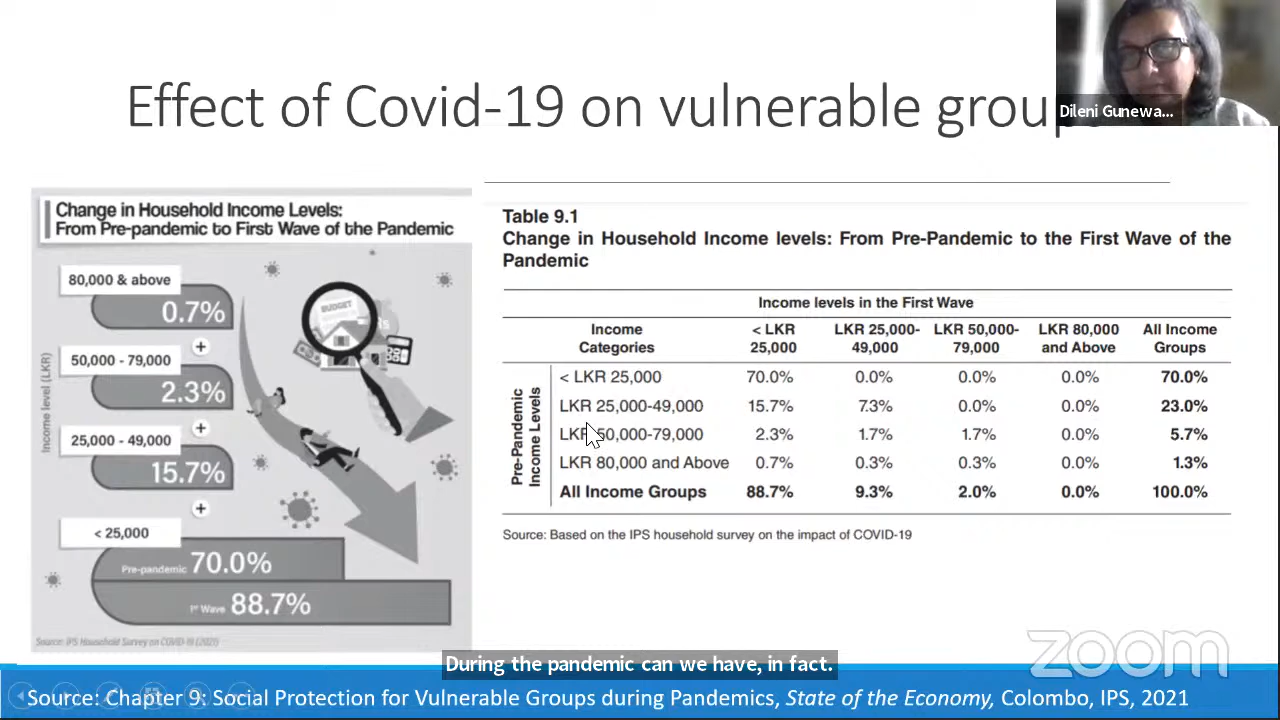 Effect of Covid-19 on vulnerable groups
Dileni Gunewa...
Change in Household Income Levels:
From Pre-pandemic to First Wave of the Pandemic
Income level (LKR)
80,000 & above
0.7%
+
50,000 - 79,000
2.3%
+
25,000 - 49,000
15.7%
+
< 25,000
Pre-pandemic 70.0%
1st Wave 88.7%
BUDGET
Source: IPS Household Survey on COVID-19 (2021)
Table 9.1
Change in Household Income levels: From Pre-Pandemic to the First Wave of the
Pandemic
Income levels in the First Wave
Income Categories < LKR 25,000 LKR 25,000-49,000 LKR 50,000-79,000 LKR 80,000 and Above All Income Groups
Pre-Pandemic
Income Levels
< LKR 25,000 70.0% 0.0% 0.0% 0.0% 70.0%
LKR 25,000-49,000 15.7% 7.3% 0.0% 0.0% 23.0%
LKR 50,000-79,000 2.3% 1.7% 1.7% 0.0% 5.7%
LKR 80,000 and Above 0.7% 0.3% 0.3% 0.0% 1.3%
All Income Groups 88.7% 9.3% 2.0% 0.0% 100.0%
Source: Based on the IPS household survey on the impact of COVID-19
zoom
During the pandemic can we have, in fact.
Source: Chapter 9: Social Protection for Vulnerable Groups during Pandemics, State of the Economy, Colombo, IPS, 2021